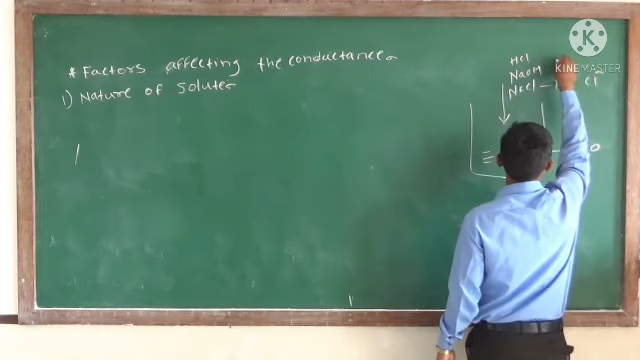 * Factors affecting the conductance
1) Nature of solute
HCl
NaOH
NaCl — Cl⁻
KINEMASTER
K